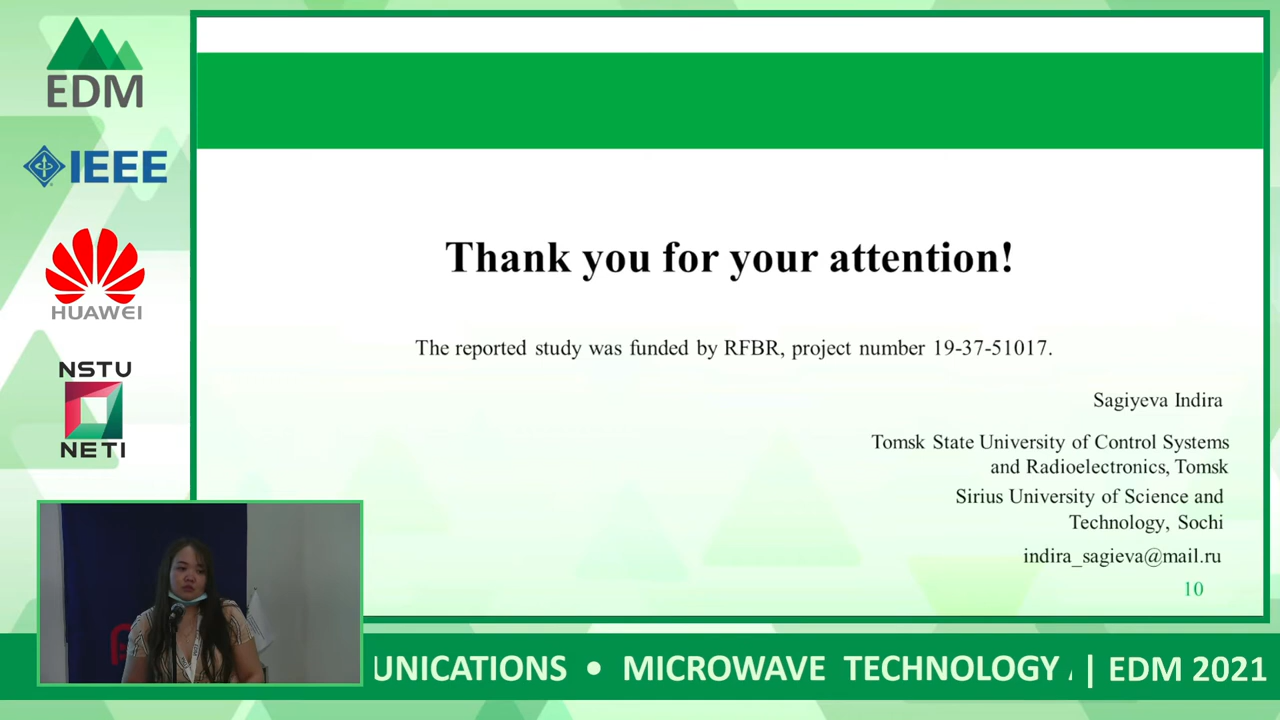 EDM
IEEE
HUAWEI
NSTU
NETI
Thank you for your attention!
The reported study was funded by RFBR, project number 19-37-51017.
Sagiyeva Indira
Tomsk State University of Control Systems
and Radioelectronics, Tomsk
Sirius University of Science and
Technology, Sochi
indira_sagieva@mail.ru
10
UNICATIONS • MICROWAVE TECHNOLOGY | EDM 2021